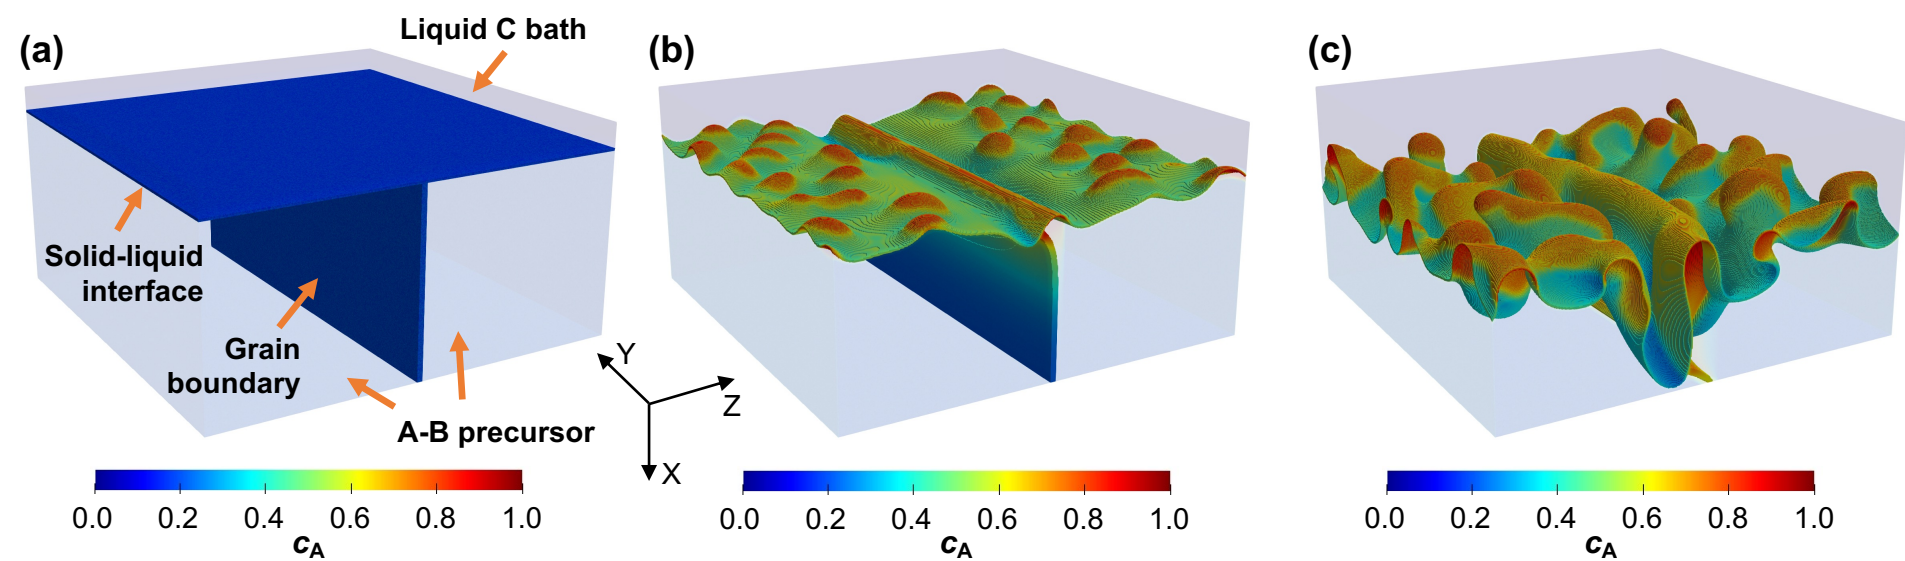 (a)
Liquid C bath
Solid-liquid
interface
Grain
boundary
A-B precursor
0.0 0.2 0.4 0.6 0.8 1.0
cA
Y
Z
X
(b)
0.0 0.2 0.4 0.6 0.8 1.0
cA
(c)
0.0 0.2 0.4 0.6 0.8 1.0
cA